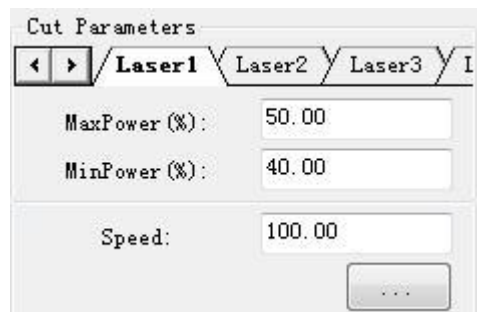 Cut Parameters
Laser1 Laser2 Laser3
MaxPower(%): 50.00
MinPower(%): 40.00
Speed: 100.00
...